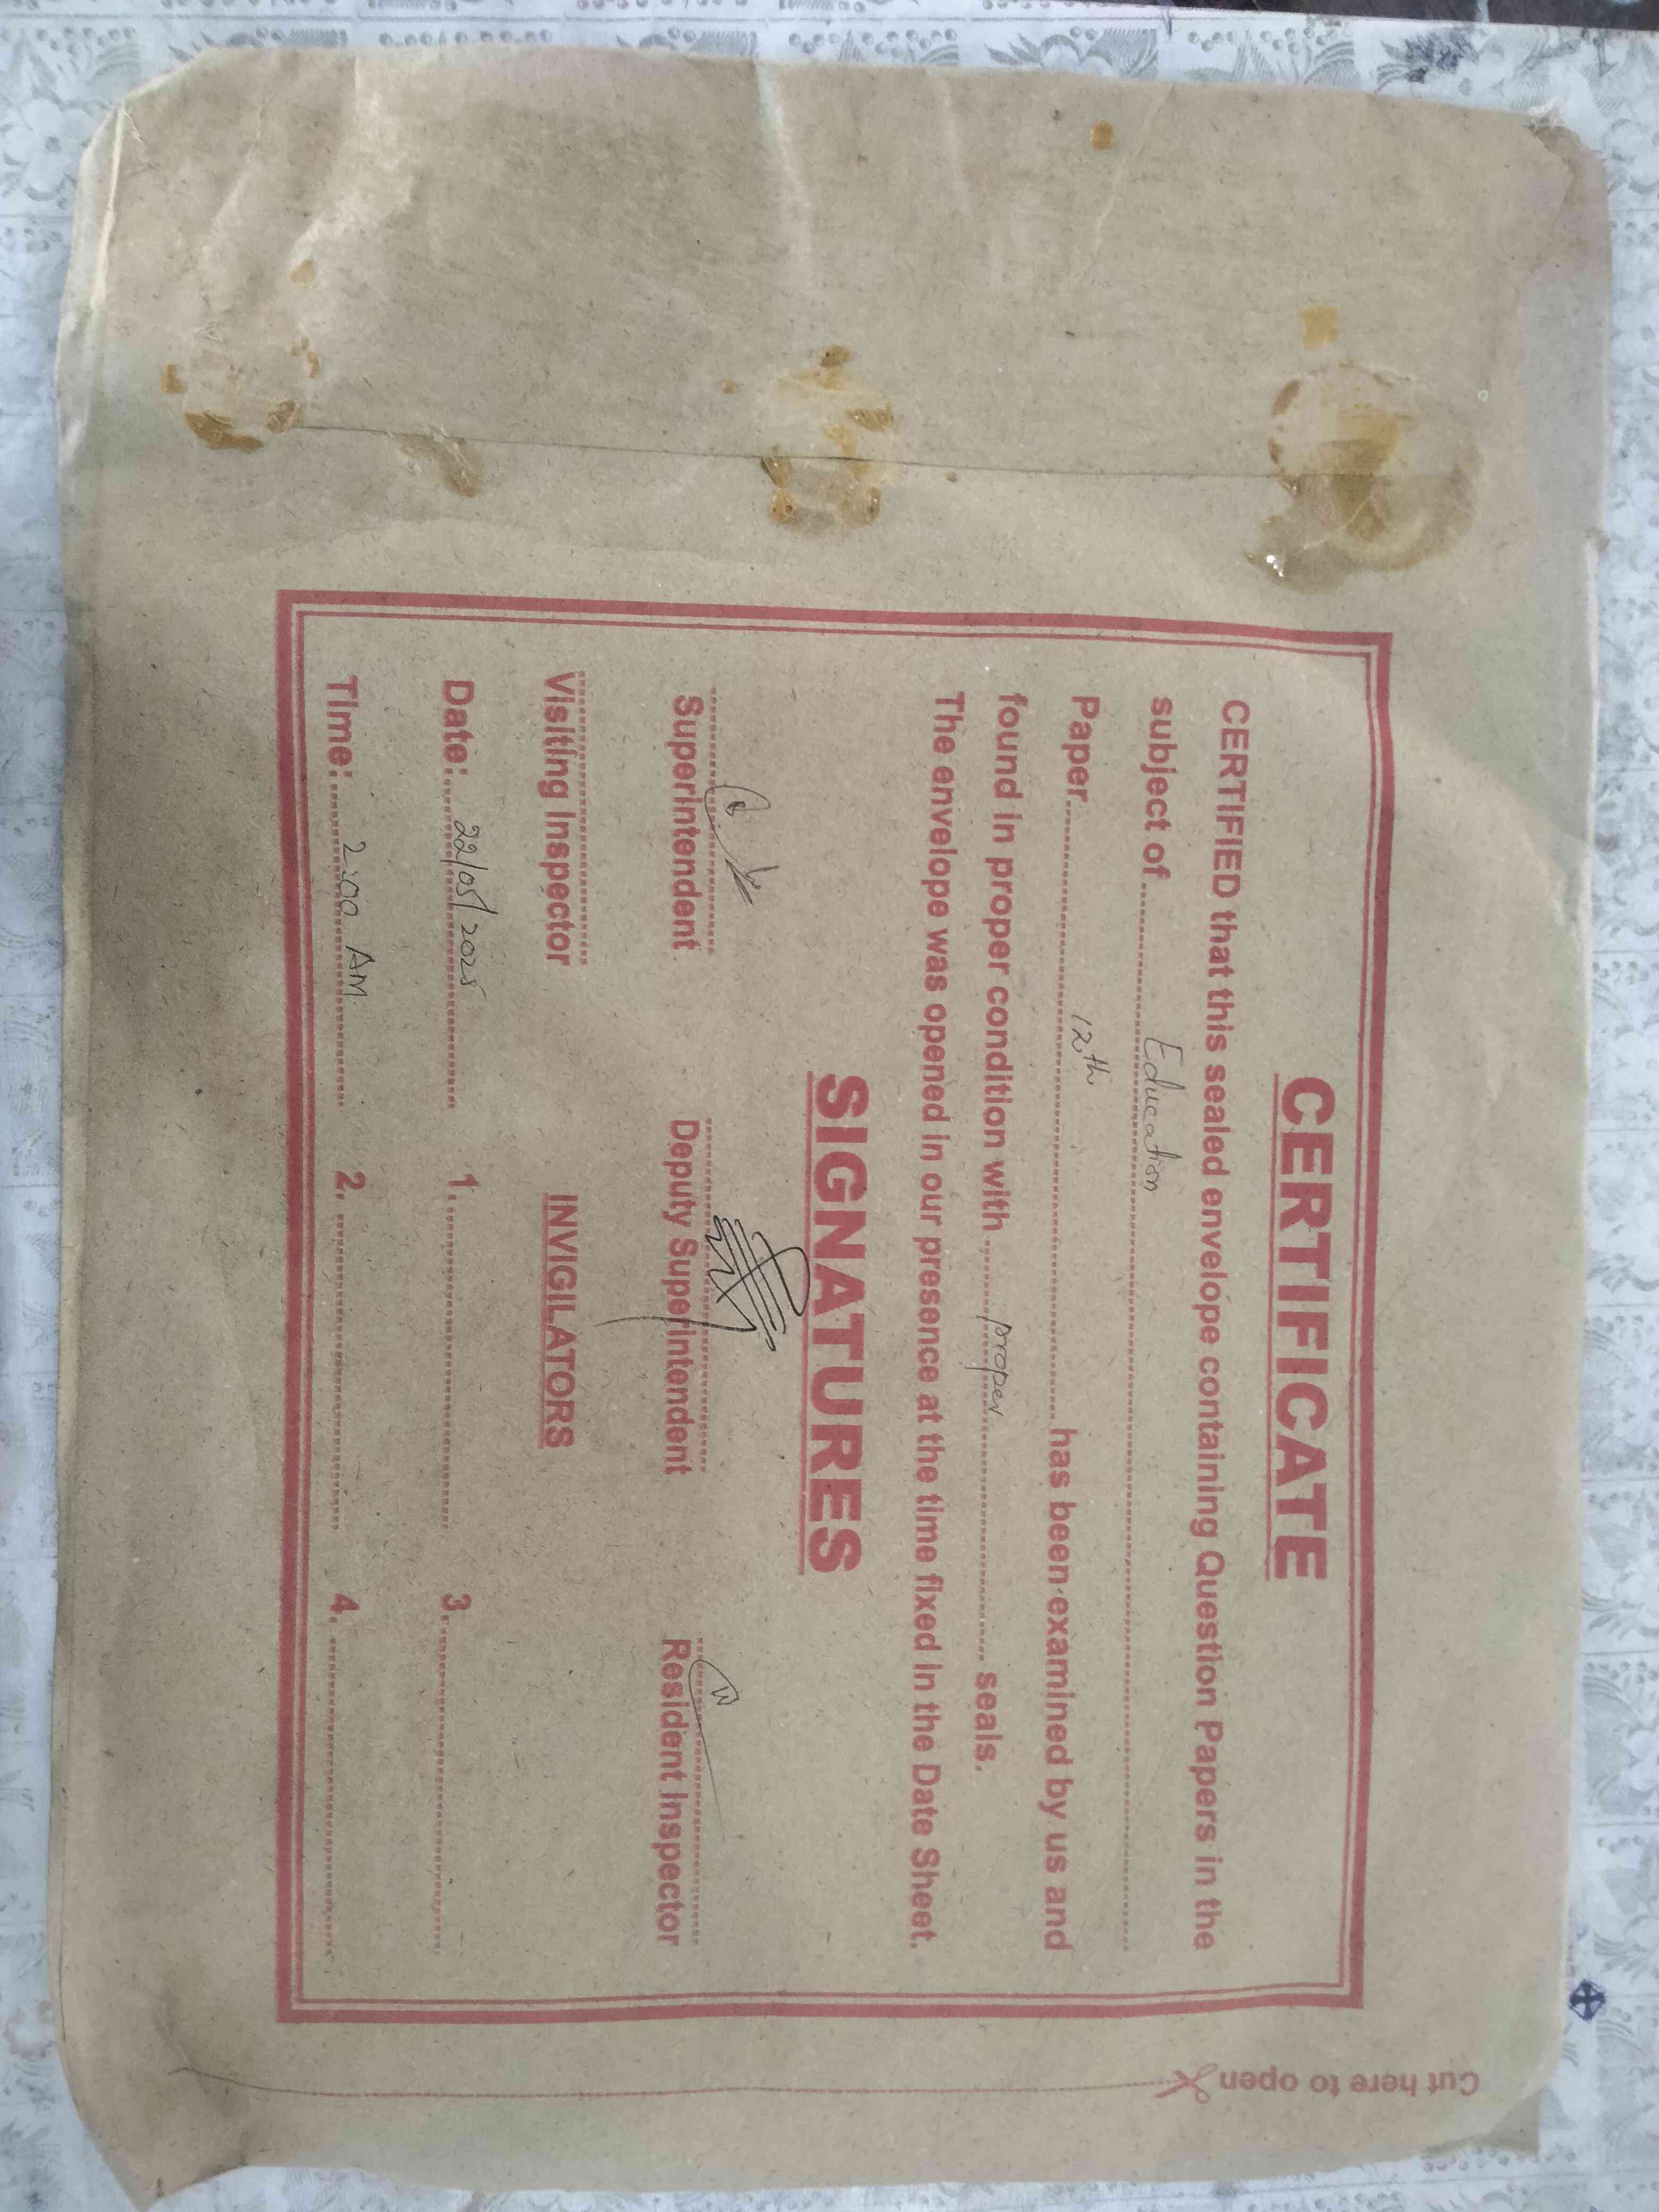 CERTIFICATE
CERTIFIED that this sealed envelope containing Question Papers in the
subject of Education
Paper 12th has been examined by us and
found in proper condition with proper seals.
The envelope was opened in our presence at the time fixed in the Date Sheet.
SIGNATURES
Superintendent Deputy Superintendent Resident Inspector
Visiting Inspector INVIGILATORS
Date: 22/05/2025 1. 3.
Time: 2:00 AM 2. 4.
Cut here to open